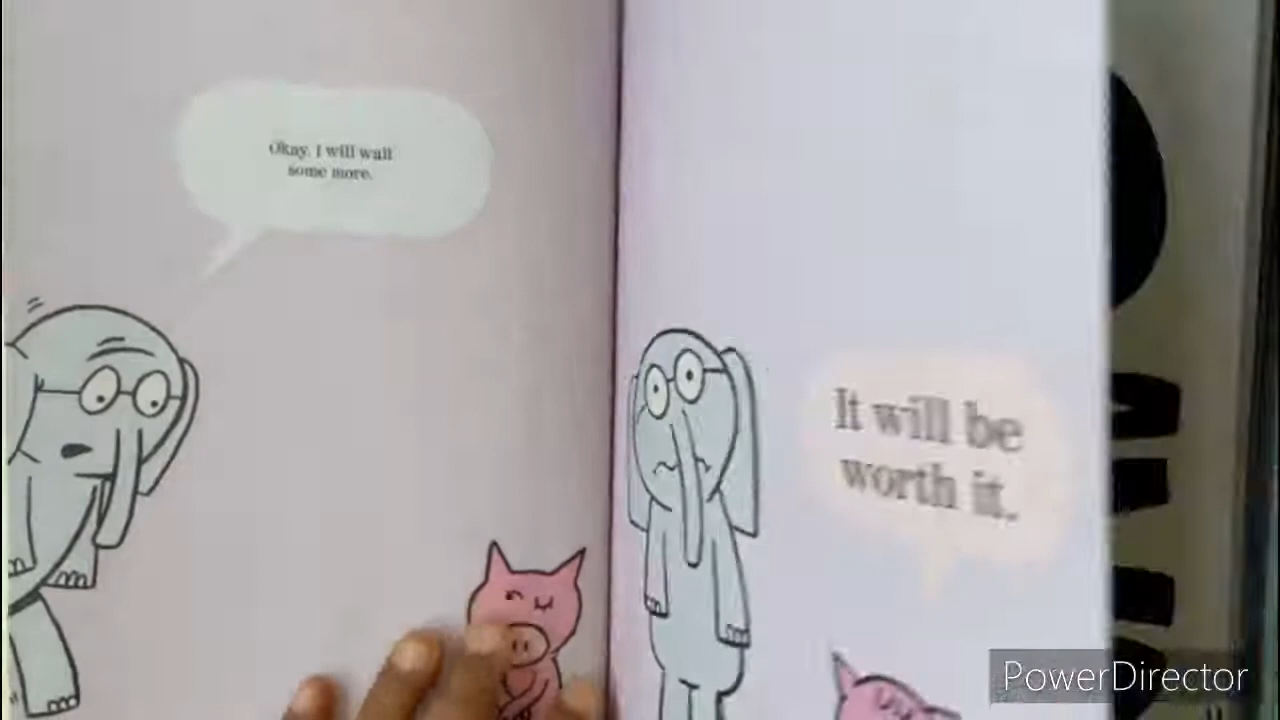 Okay. I will wait
some more.
It will be
worth it.
PowerDirector